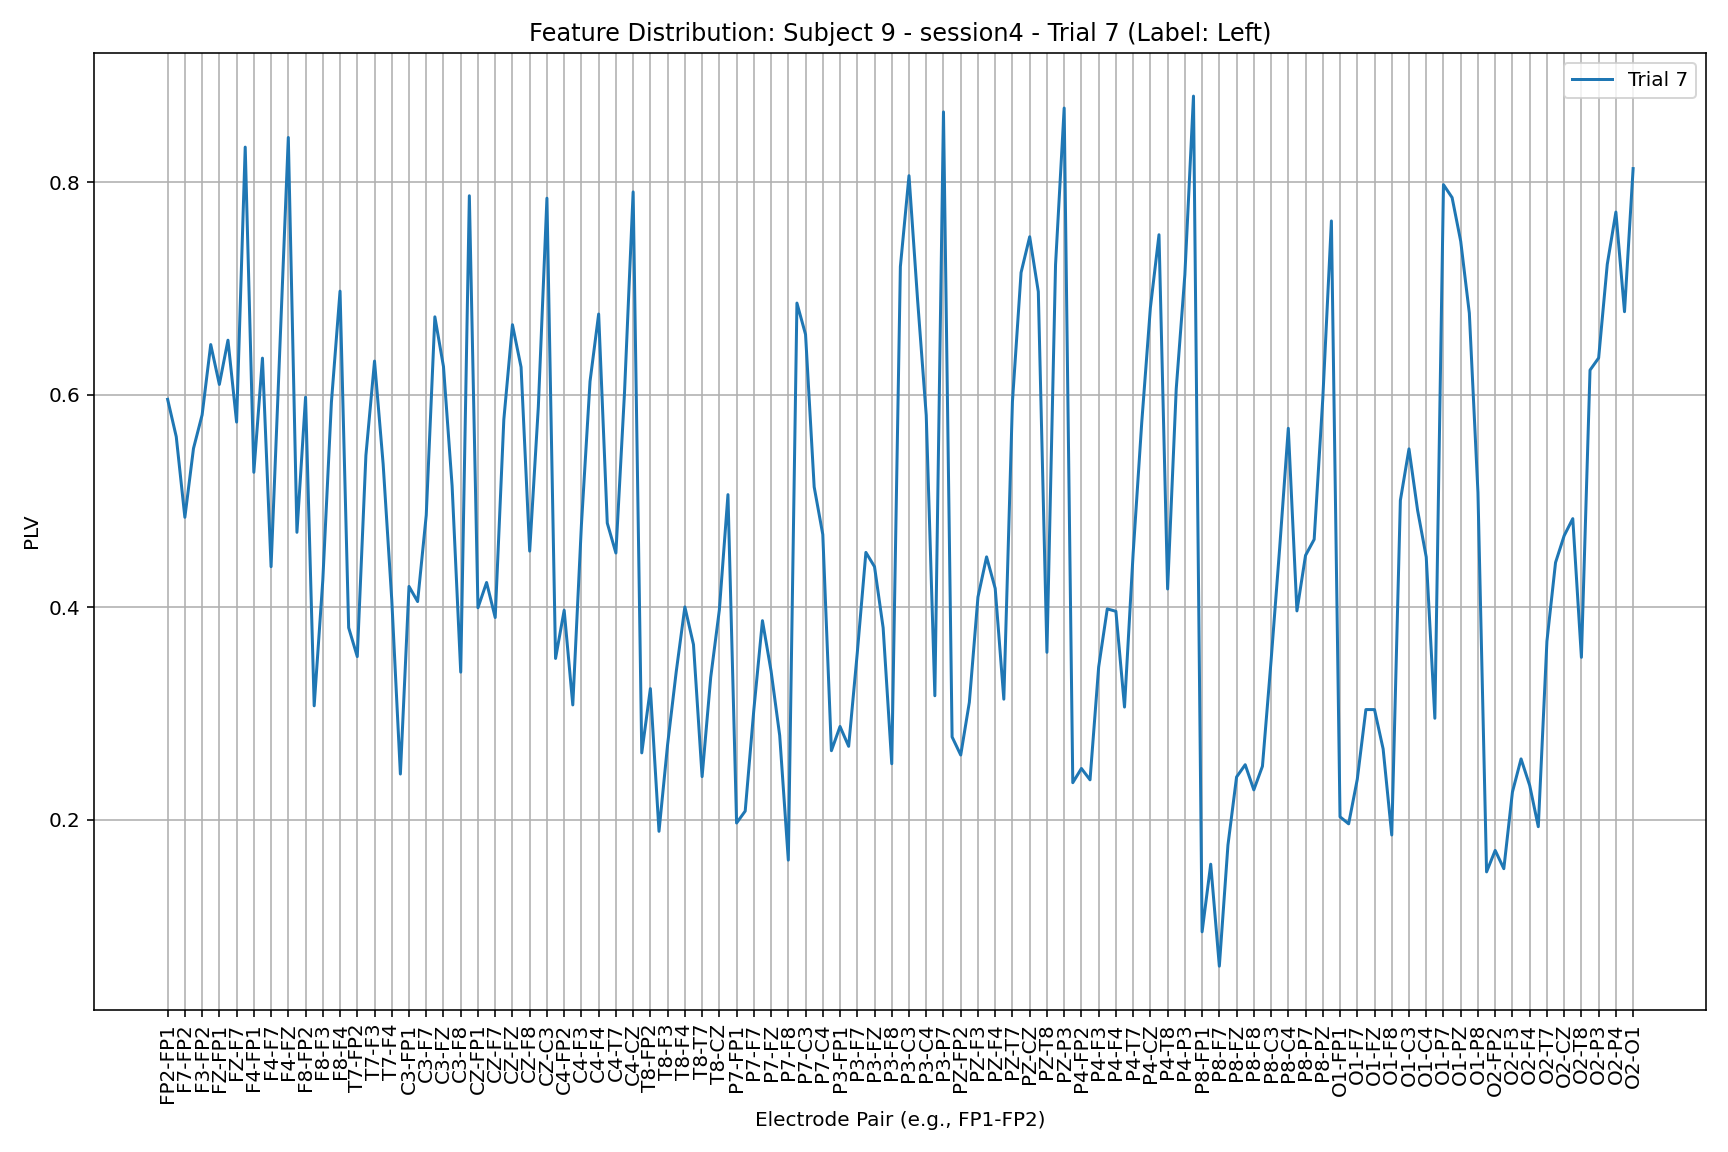 Feature Distribution: Subject 9 - session4 - Trial 7 (Label: Left)
Trial 7
PLV
0.8
0.6
0.4
0.2
FP2-FP1
F7-FP2
F3-FP2
FZ-FP1
FZ-F7
F4-FP1
F4-F7
F4-FZ
F8-FP2
F8-F3
F8-F4
T7-FP2
T7-F3
T7-F4
C3-FP1
C3-F7
C3-FZ
C3-F8
CZ-FP1
CZ-F7
CZ-FZ
CZ-F8
CZ-C3
C4-FP2
C4-F3
C4-F4
C4-T7
C4-CZ
T8-FP2
T8-F3
T8-F4
T8-T7
T8-CZ
P7-FP1
P7-F7
P7-FZ
P7-F8
P7-C3
P7-C4
P3-FP1
P3-F7
P3-FZ
P3-F8
P3-C3
P3-C4
P3-P7
PZ-FP2
PZ-F3
PZ-F4
PZ-T7
PZ-CZ
PZ-T8
PZ-P3
P4-FP2
P4-F3
P4-F4
P4-T7
P4-CZ
P4-T8
P4-P3
P8-FP1
P8-F7
P8-FZ
P8-F8
P8-C3
P8-C4
P8-P7
P8-PZ
O1-FP1
O1-F7
O1-FZ
O1-F8
O1-C3
O1-C4
O1-P7
O1-PZ
O1-P8
O2-FP2
O2-F3
O2-F4
O2-T7
O2-CZ
O2-T8
O2-P3
O2-P4
O2-O1
Electrode Pair (e.g., FP1-FP2)